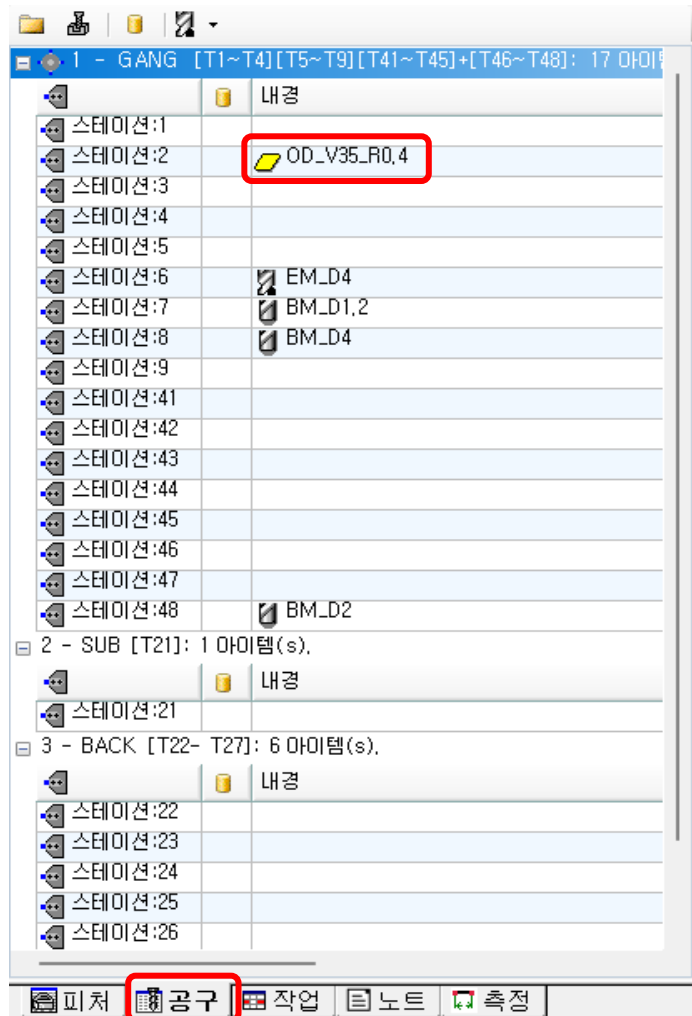 1 - GANG [T1~T4][T5~T9][T41~T45]+[T46~T48]: 17 아이템
내경
스테이션:1
스테이션:2 OD_V35_R0,4
스테이션:3
스테이션:4
스테이션:5
스테이션:6 EM_D4
스테이션:7 BM_D1,2
스테이션:8 BM_D4
스테이션:9
스테이션:41
스테이션:42
스테이션:43
스테이션:44
스테이션:45
스테이션:46
스테이션:47
스테이션:48 BM_D2
2 - SUB [T21]: 1 아이템(s),
내경
스테이션:21
3 - BACK [T22- T27]: 6 아이템(s),
내경
스테이션:22
스테이션:23
스테이션:24
스테이션:25
스테이션:26
피처 공구 작업 노트 측정